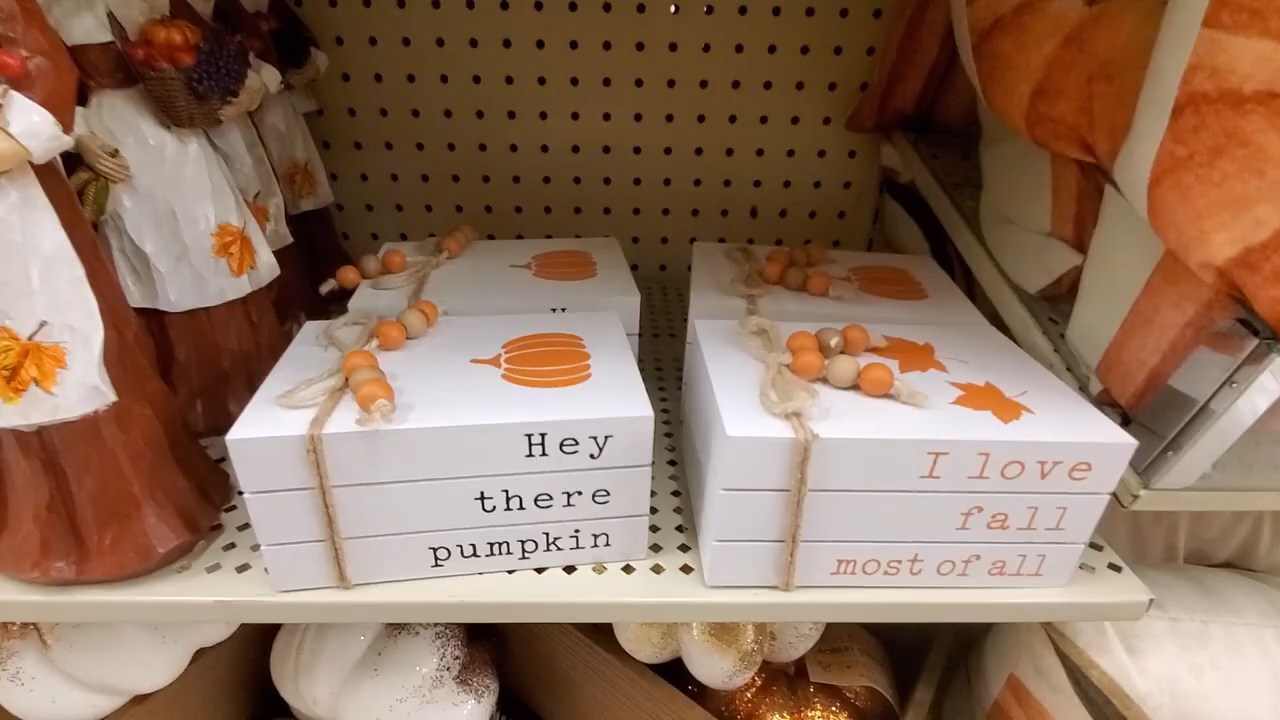 Hey
there
pumpkin
I love
fall
most of all